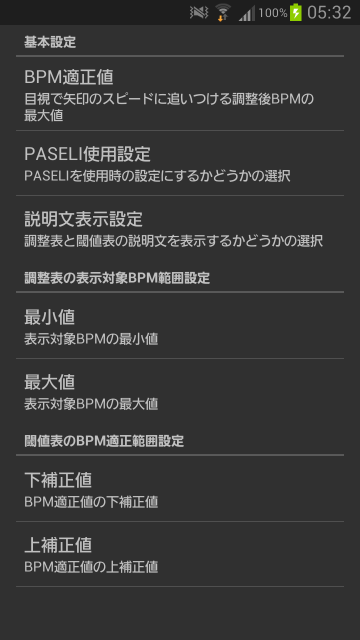 100% 05:32
基本設定
BPM適正値
目視で矢印のスピードに追いつける調整後BPMの
最大値
PASELI使用設定
PASELIを使用時の設定にするかどうかの選択
説明文表示設定
調整表と閾値表の説明文を表示するかどうかの選択
調整表の表示対象BPM範囲設定
最小値
表示対象BPMの最小値
最大値
表示対象BPMの最大値
閾値表のBPM適正範囲設定
下補正値
BPM適正値の下補正値
上補正値
BPM適正値の上補正値